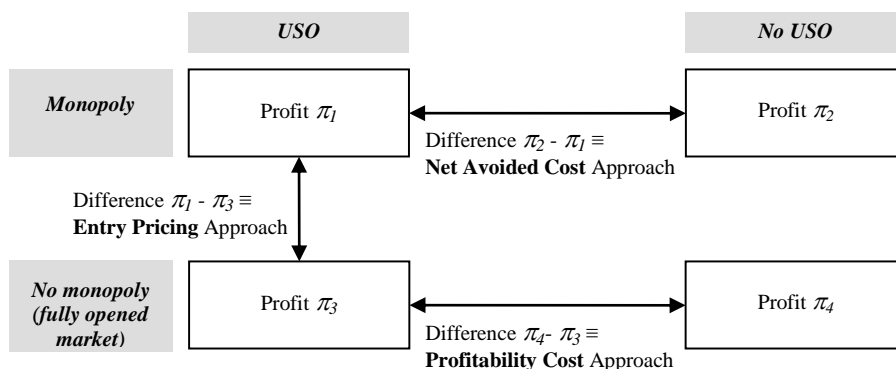 USO
No USO
Monopoly
Profit π1
Profit π2
Difference π2 - π1 ≡
Net Avoided Cost Approach
Difference π1 - π3 ≡
Entry Pricing Approach
No monopoly
(fully opened
market)
Profit π3
Profit π4
Difference π4- π3 ≡
Profitability Cost Approach